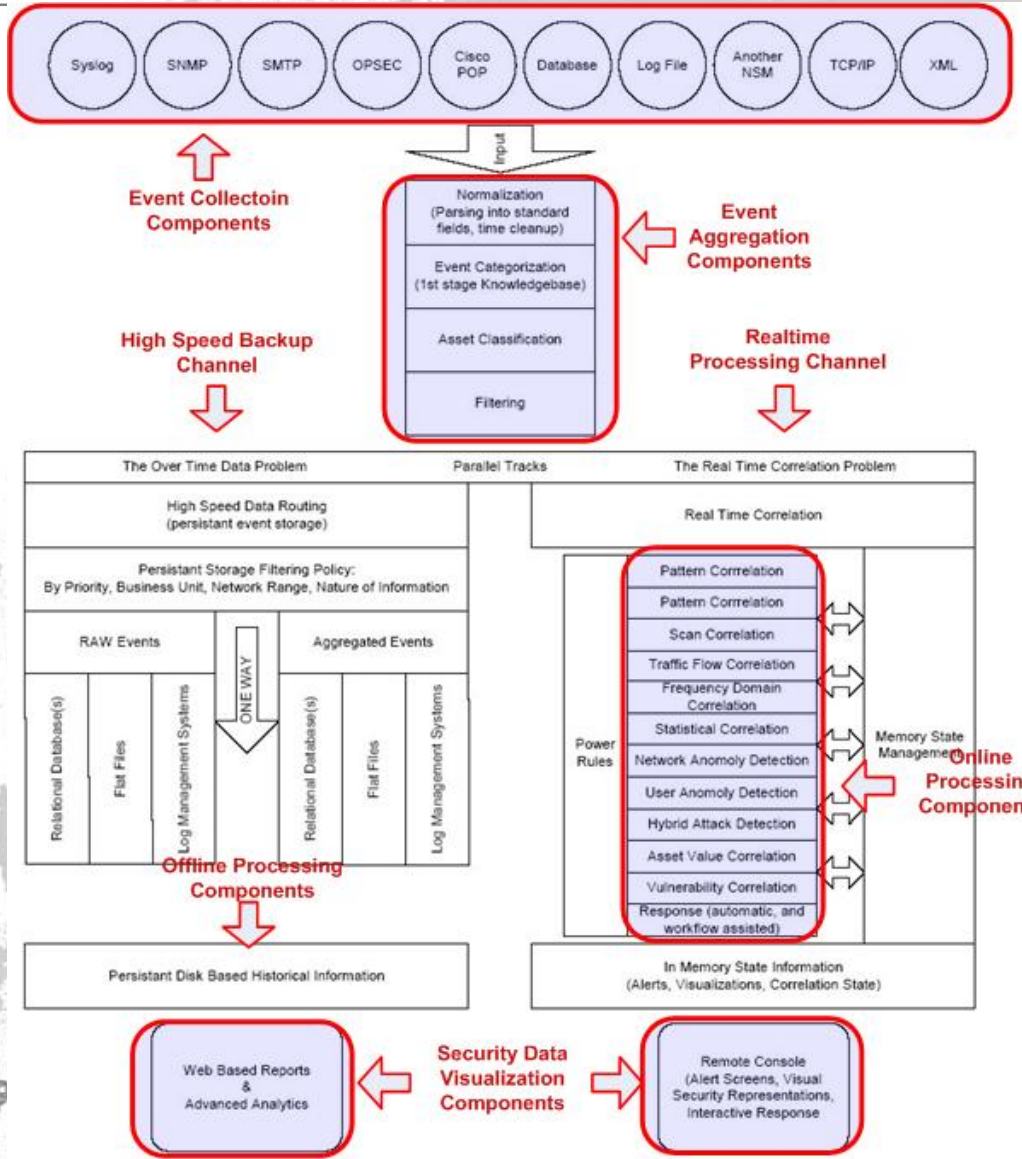 Syslog
SNMP
SMTP
OPSEC
Cisco
POP
Database
Log File
Another
NSM
TCP/IP
XML
Input
Event Collectoin
Components
Normalization
(Parsing into standard
fields, time cleanup)
Event Categorization
(1st stage Knowledgebase)
Asset Classification
Filtering
Event
Aggregation
Components
High Speed Backup
Channel
Realtime
Processing Channel
The Over Time Data Problem
Parallel Tracks
The Real Time Correlation Problem
High Speed Data Routing
(persistant event storage)
Persistant Storage Filtering Policy:
By Priority, Business Unit, Network Range, Nature of Information
RAW Events
ONE WAY
Aggregated Events
Relational Database(s)
Flat Files
Log Management Systems
Relational Database(s)
Flat Files
Log Management Systems
Offline Processing
Components
Persistant Disk Based Historical Information
Real Time Correlation
Power
Rules
Pattern Corrrelation
Pattern Corrrelation
Scan Correlation
Traffic Flow Correlation
Frequency Domain
Correlation
Statistical Correlation
Network Anomoly Detection
User Anomoly Detection
Hybrid Attack Detection
Asset Value Correlation
Vulnerability Correlation
Response (automatic, and
workflow assisted)
Memory State
Management
Online
Processin
Componen
In Memory State Information
(Alerts, Visualizations, Correlation State)
Web Based Reports
&
Advanced Analytics
Security Data
Visualization
Components
Remote Console
(Alert Screens, Visual
Security Representations,
Interactive Response